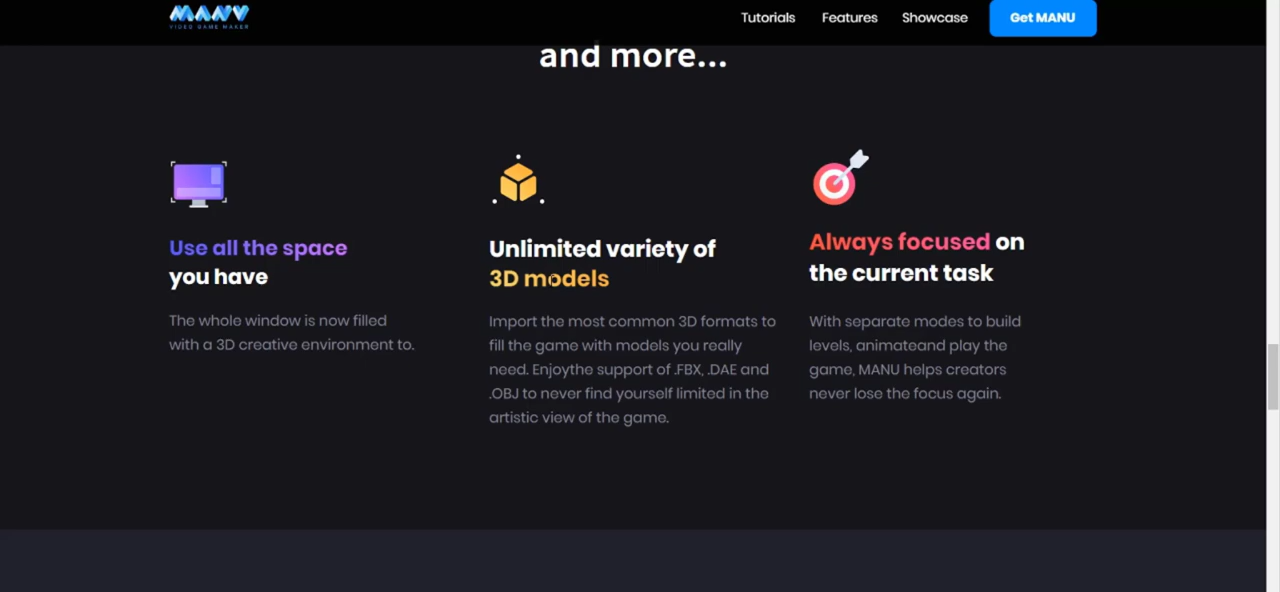 MANU
VIDEO GAME MAKER
Tutorials
Features
Showcase
Get MANU
and more...
Use all the space
you have
The whole window is now filled
with a 3D creative environment to.
Unlimited variety of
3D models
Import the most common 3D formats to
fill the game with models you really
need. Enjoythe support of .FBX, .DAE and
.OBJ to never find yourself limited in the
artistic view of the game.
Always focused on
the current task
With separate modes to build
levels, animateand play the
game, MANU helps creators
never lose the focus again.